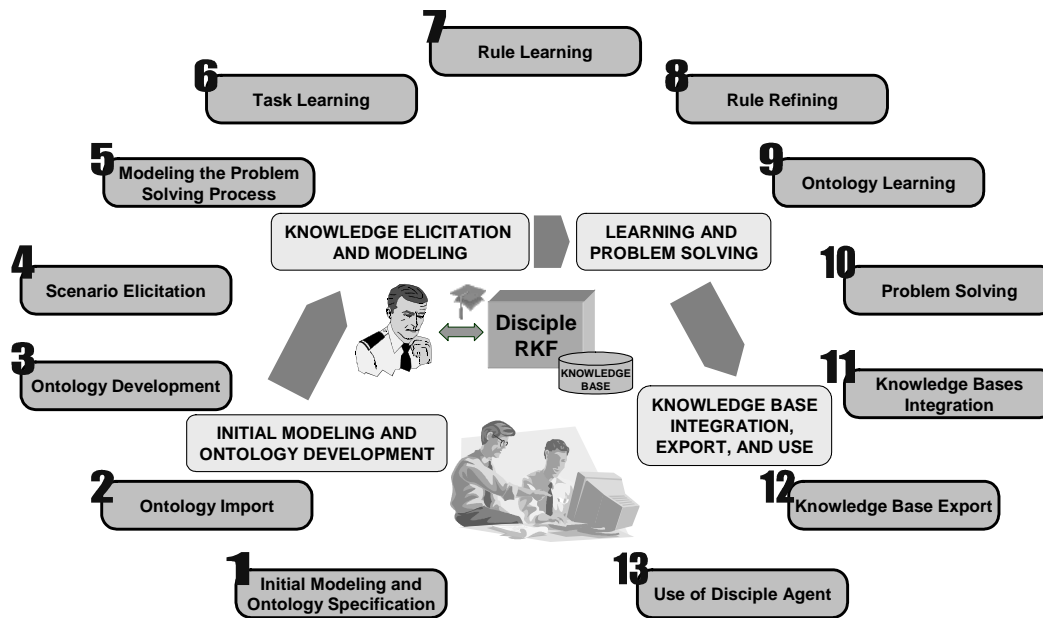 7
Rule Learning
6
Task Learning
8
Rule Refining
5
Modeling the Problem
Solving Process
9
Ontology Learning
KNOWLEDGE ELICITATION
AND MODELING
LEARNING AND
PROBLEM SOLVING
4
Scenario Elicitation
10
Problem Solving
Disciple
RKF
KNOWLEDGE
BASE
3
Ontology Development
11
Knowledge Bases
Integration
INITIAL MODELING AND
ONTOLOGY DEVELOPMENT
KNOWLEDGE BASE
INTEGRATION,
EXPORT, AND USE
2
Ontology Import
12
Knowledge Base Export
1
Initial Modeling and
Ontology Specification
13
Use of Disciple Agent